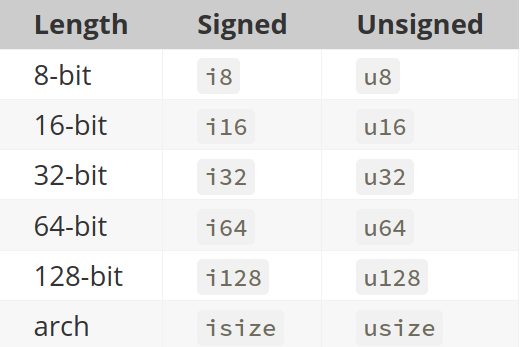 Length Signed Unsigned
8-bit i8 u8
16-bit i16 u16
32-bit i32 u32
64-bit i64 u64
128-bit i128 u128
arch isize usize